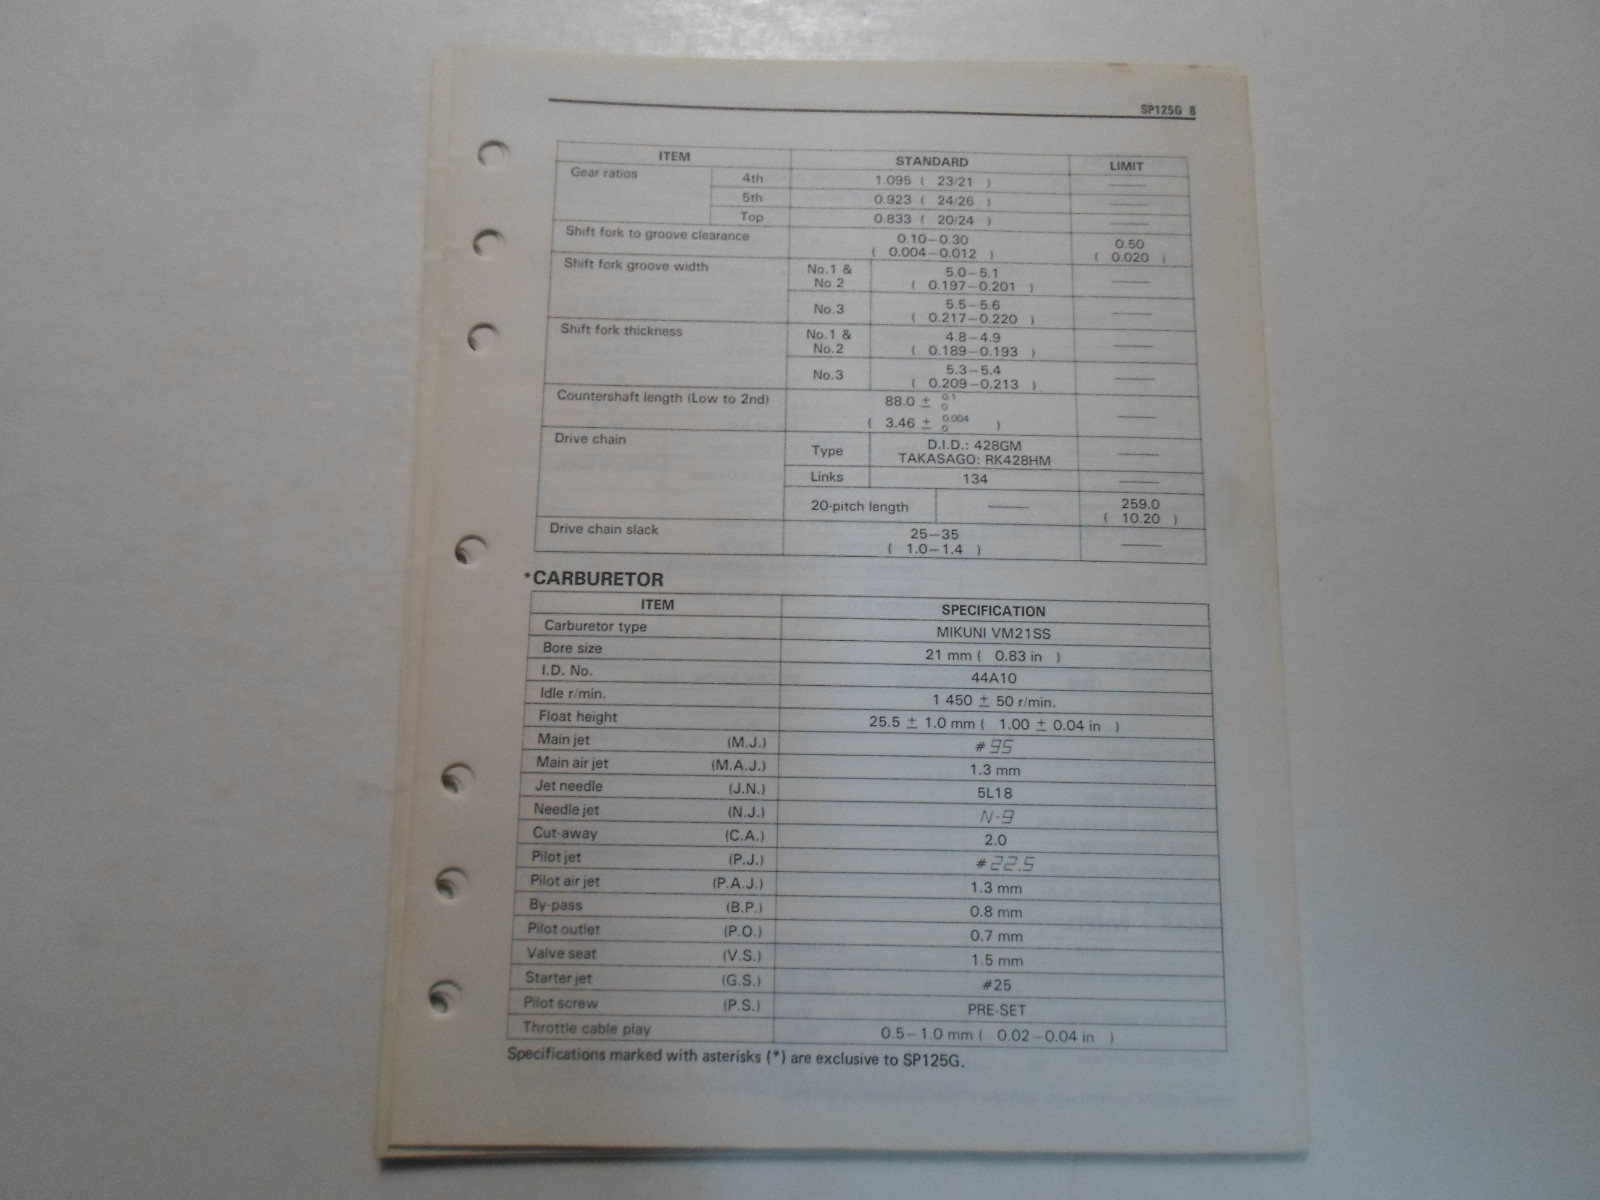 SP125G 8
ITEM STANDARD LIMIT
Gear ratios 4th 1.095 ( 23/21 ) ——
5th 0.923 ( 24/26 ) ——
Top 0.833 ( 20/24 ) ——
Shift fork to groove clearance 0.10–0.30 0.50
( 0.004–0.012 ) ( 0.020 )
Shift fork groove width No.1 & 5.0–5.1 ——
No.2 ( 0.197–0.201 )
No.3 5.5–5.6 ——
( 0.217–0.220 )
Shift fork thickness No.1 & 4.8–4.9 ——
No.2 ( 0.189–0.193 )
No.3 5.3–5.4 ——
( 0.209–0.213 )
Countershaft length (Low to 2nd) 88.0 ± 0.1 0 ——
( 3.46 ± 0.004 0 )
Drive chain Type D.I.D.: 428GM ——
TAKASAGO: RK428HM
Links 134 ——
20-pitch length —— 259.0
( 10.20 )
Drive chain slack 25–35 ——
( 1.0–1.4 )
*CARBURETOR
ITEM SPECIFICATION
Carburetor type MIKUNI VM21SS
Bore size 21 mm ( 0.83 in )
I.D. No. 44A10
Idle r/min. 1 450 ± 50 r/min.
Float height 25.5 ± 1.0 mm ( 1.00 ± 0.04 in )
Main jet (M.J.) #95
Main air jet (M.A.J.) 1.3 mm
Jet needle (J.N.) 5L18
Needle jet (N.J.) N-9
Cut-away (C.A.) 2.0
Pilot jet (P.J.) #22.5
Pilot air jet (P.A.J.) 1.3 mm
By-pass (B.P.) 0.8 mm
Pilot outlet (P.O.) 0.7 mm
Valve seat (V.S.) 1.5 mm
Starter jet (G.S.) #25
Pilot screw (P.S.) PRE-SET
Throttle cable play 0.5–1.0 mm ( 0.02–0.04 in )
Specifications marked with asterisks (*) are exclusive to SP125G.